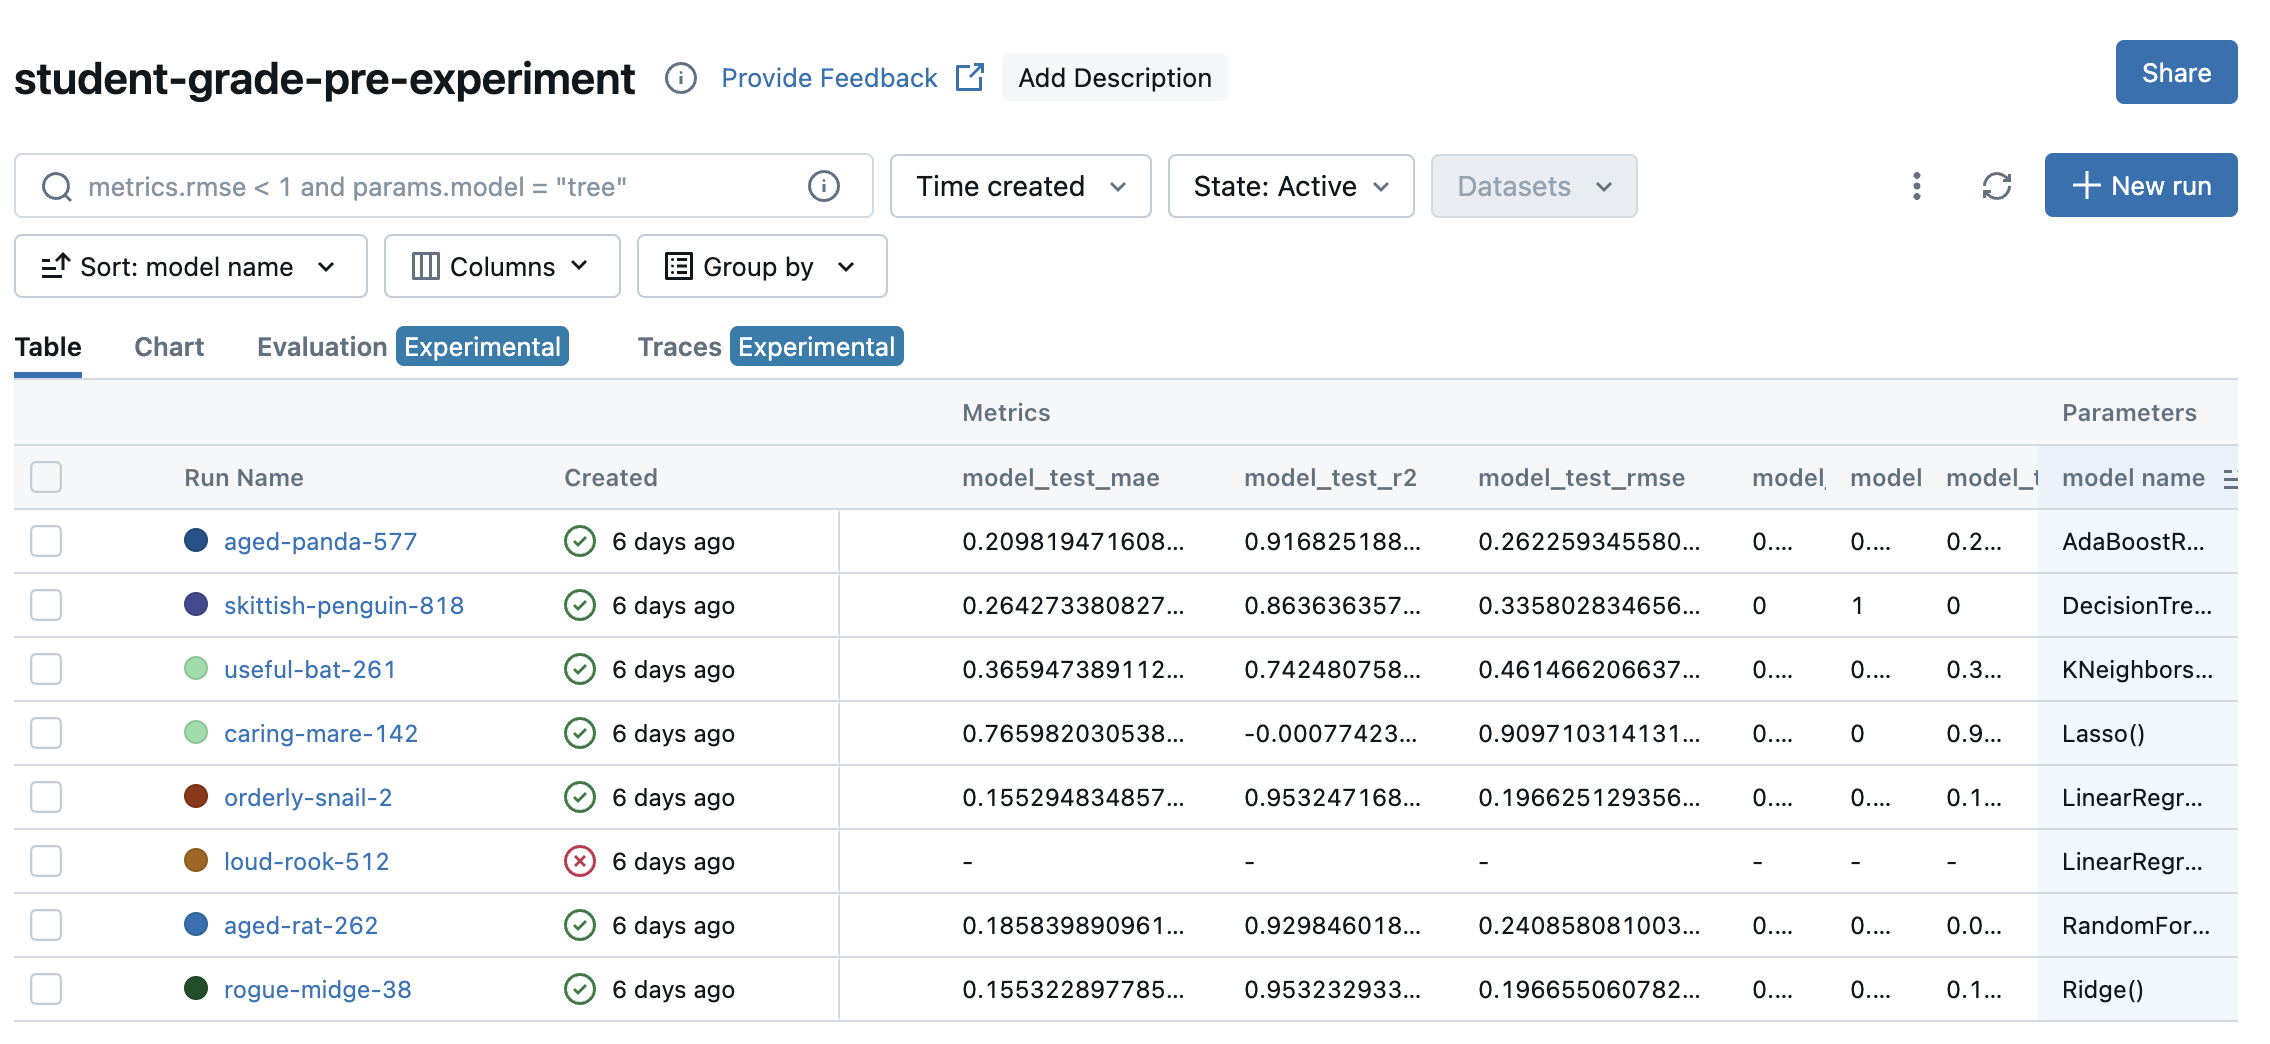 student-grade-pre-experiment Provide Feedback Add Description Share
metrics.rmse < 1 and params.model = "tree" Time created State: Active Datasets New run
Sort: model name Columns Group by
Table Chart Evaluation Experimental Traces Experimental
Metrics Parameters
Run Name Created model_test_mae model_test_r2 model_test_rmse model_ model model_t model name
aged-panda-577 6 days ago 0.209819471608... 0.916825188... 0.262259345580... 0.... 0.... 0.2... AdaBoostR...
skittish-penguin-818 6 days ago 0.264273380827... 0.863636357... 0.335802834656... 0 1 0 DecisionTre...
useful-bat-261 6 days ago 0.365947389112... 0.742480758... 0.461466206637... 0.... 0.... 0.3... KNeighbors...
caring-mare-142 6 days ago 0.765982030538... -0.00077423... 0.909710314131... 0.... 0 0.9... Lasso()
orderly-snail-2 6 days ago 0.155294834857... 0.953247168... 0.196625129356... 0.... 0.... 0.1... LinearRegr...
loud-rook-512 6 days ago - - - - - - LinearRegr...
aged-rat-262 6 days ago 0.185839890961... 0.929846018... 0.240858081003... 0.... 0.... 0.0... RandomFor...
rogue-midge-38 6 days ago 0.155322897785... 0.953232933... 0.196655060782... 0.... 0.... 0.1... Ridge()